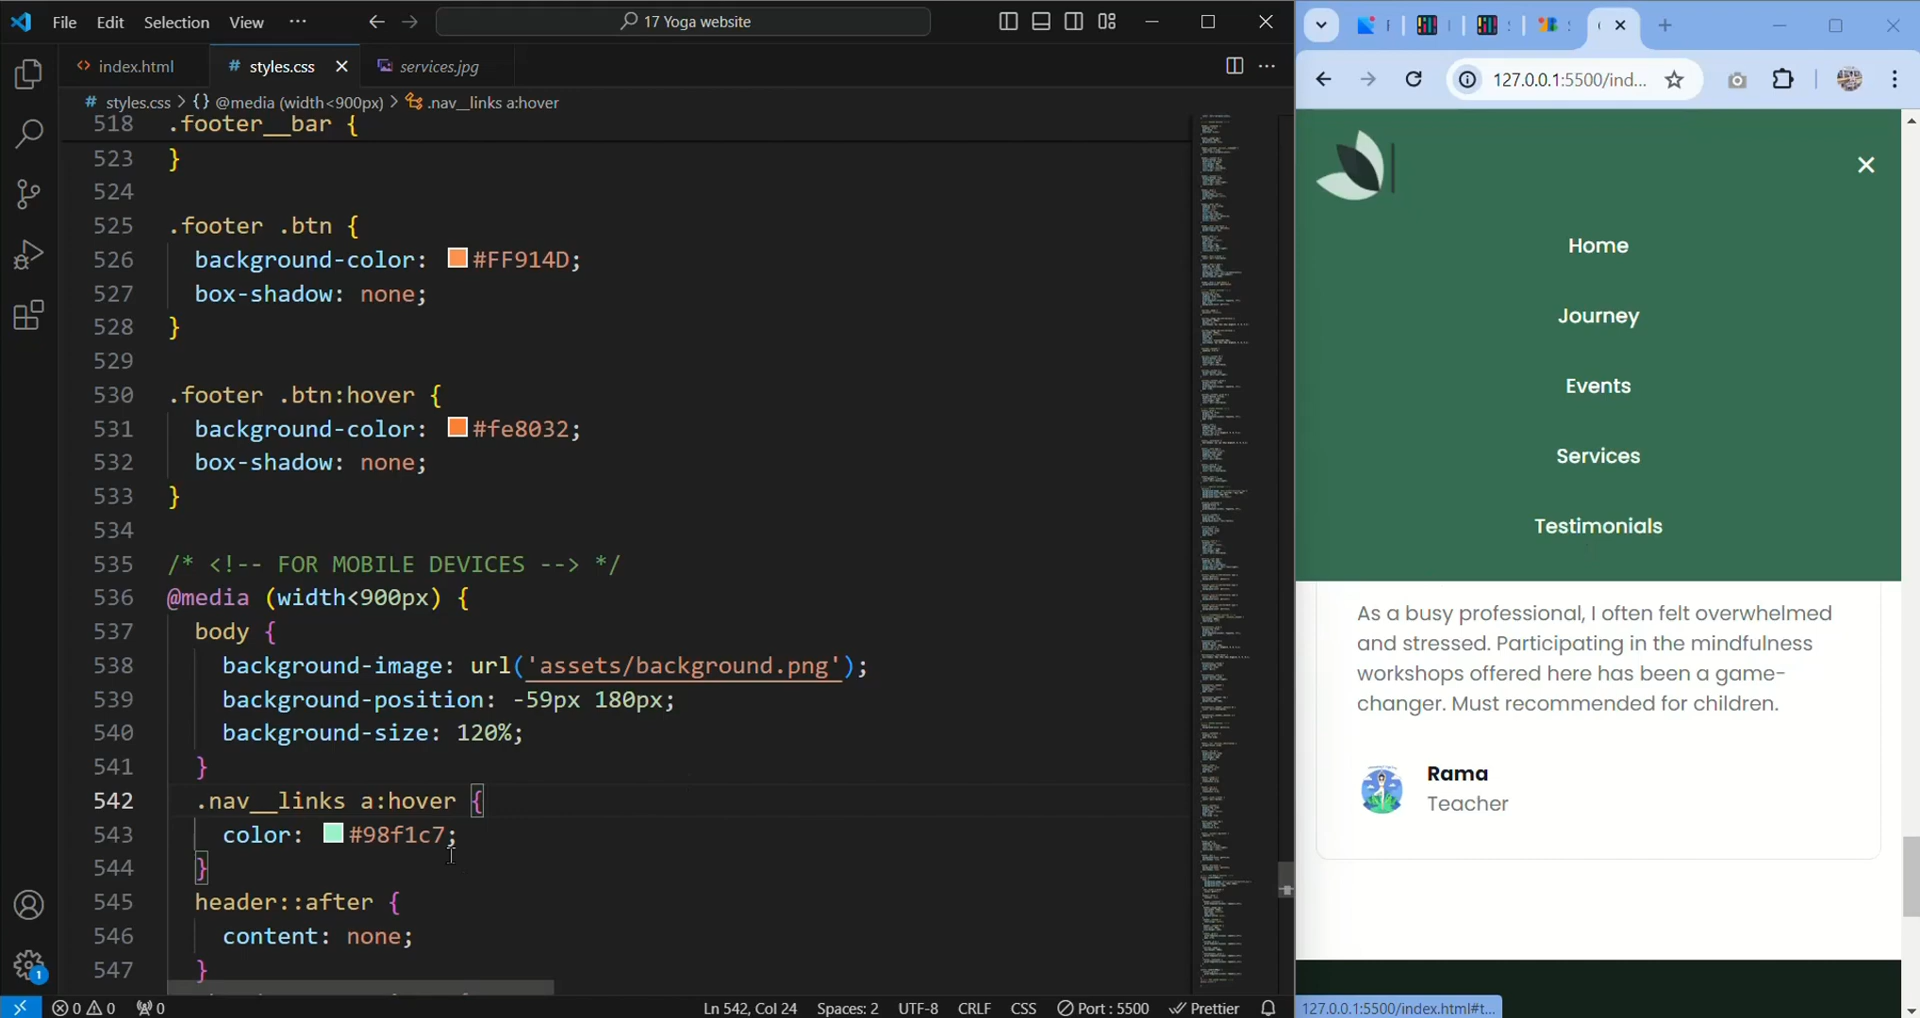 File Edit Selection View ··· 17 Yoga website
index.html styles.css services.jpg
styles.css > {} @media (width<900px) > .nav__links a:hover
518 .footer__bar {
523 }
524
525 .footer .btn {
526 background-color: #FF914D;
527 box-shadow: none;
528 }
529
530 .footer .btn:hover {
531 background-color: #fe8032;
532 box-shadow: none;
533 }
534
535 /* <!-- FOR MOBILE DEVICES --> */
536 @media (width<900px) {
537 body {
538 background-image: url('assets/background.png');
539 background-position: -59px 180px;
540 background-size: 120%;
541 }
542 .nav__links a:hover {
543 color: #98f1c7;
544 }
545 header::after {
546 content: none;
547 }
1
0 0 0 Ln 542, Col 24 Spaces: 2 UTF-8 CRLF CSS Port : 5500 Prettier
127.0.0.1:5500/ind...
Home
Journey
Events
Services
Testimonials
As a busy professional, I often felt overwhelmed
and stressed. Participating in the mindfulness
workshops offered here has been a game-
changer. Must recommended for children.
Rama
Teacher
127.0.0.1:5500/index.html#t...